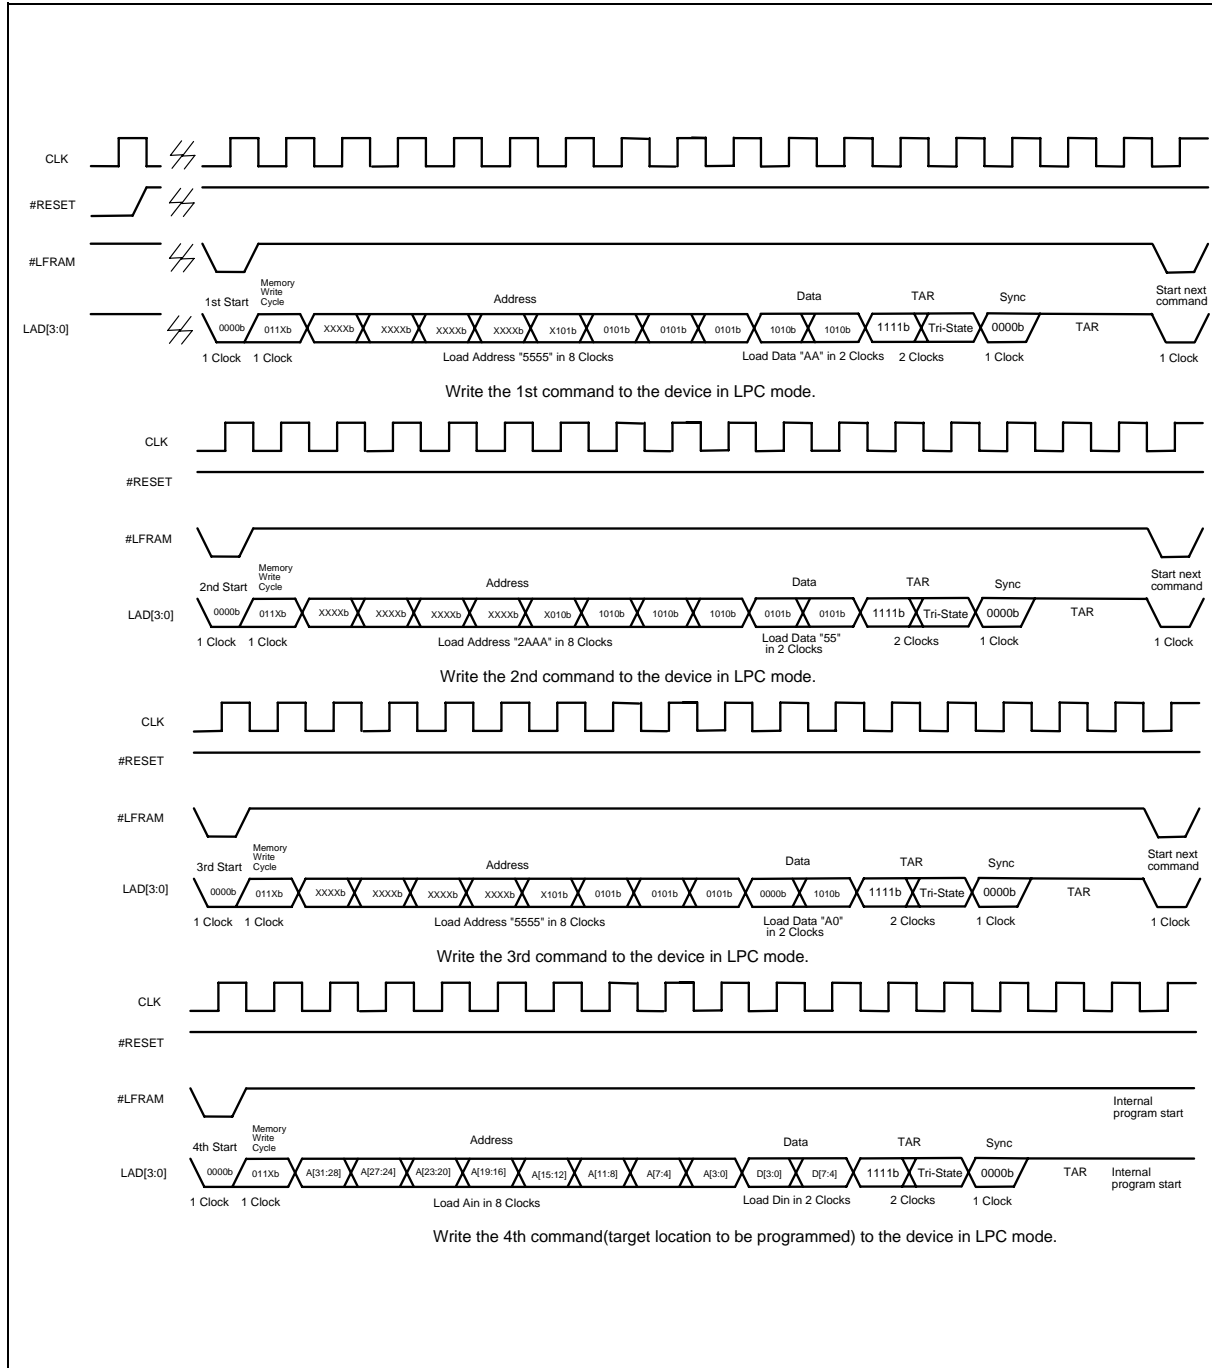 CLK
#RESET
#LFRAM
Memory
Write
Cycle
1st Start
Address
Data
TAR
Sync
Start next
command
LAD[3:0]
0000b 011Xb XXXXb XXXXb XXXXb XXXXb X101b 0101b 0101b 0101b 1010b 1010b 1111b Tri-State 0000b TAR
1 Clock 1 Clock Load Address "5555" in 8 Clocks Load Data "AA" in 2 Clocks 2 Clocks 1 Clock 1 Clock
Write the 1st command to the device in LPC mode.
CLK
#RESET
#LFRAM
Memory
Write
Cycle
2nd Start
Address
Data
TAR
Sync
Start next
command
LAD[3:0]
0000b 011Xb XXXXb XXXXb XXXXb XXXXb X010b 1010b 1010b 1010b 0101b 0101b 1111b Tri-State 0000b TAR
1 Clock 1 Clock Load Address "2AAA" in 8 Clocks
Load Data "55"
in 2 Clocks
2 Clocks 1 Clock 1 Clock
Write the 2nd command to the device in LPC mode.
CLK
#RESET
#LFRAM
Memory
Write
Cycle
3rd Start
Address
Data
TAR
Sync
Start next
command
LAD[3:0]
0000b 011Xb XXXXb XXXXb XXXXb XXXXb X101b 0101b 0101b 0101b 0000b 1010b 1111b Tri-State 0000b TAR
1 Clock 1 Clock Load Address "5555" in 8 Clocks
Load Data "A0"
in 2 Clocks
2 Clocks 1 Clock 1 Clock
Write the 3rd command to the device in LPC mode.
CLK
#RESET
#LFRAM
Internal
program start
Memory
Write
Cycle
4th Start
Address
Data
TAR
Sync
LAD[3:0]
0000b 011Xb A[31:28] A[27:24] A[23:20] A[19:16] A[15:12] A[11:8] A[7:4] A[3:0] D[3:0] D[7:4] 1111b Tri-State 0000b TAR
Internal
program start
1 Clock 1 Clock Load Ain in 8 Clocks Load Din in 2 Clocks 2 Clocks 1 Clock
Write the 4th command(target location to be programmed) to the device in LPC mode.